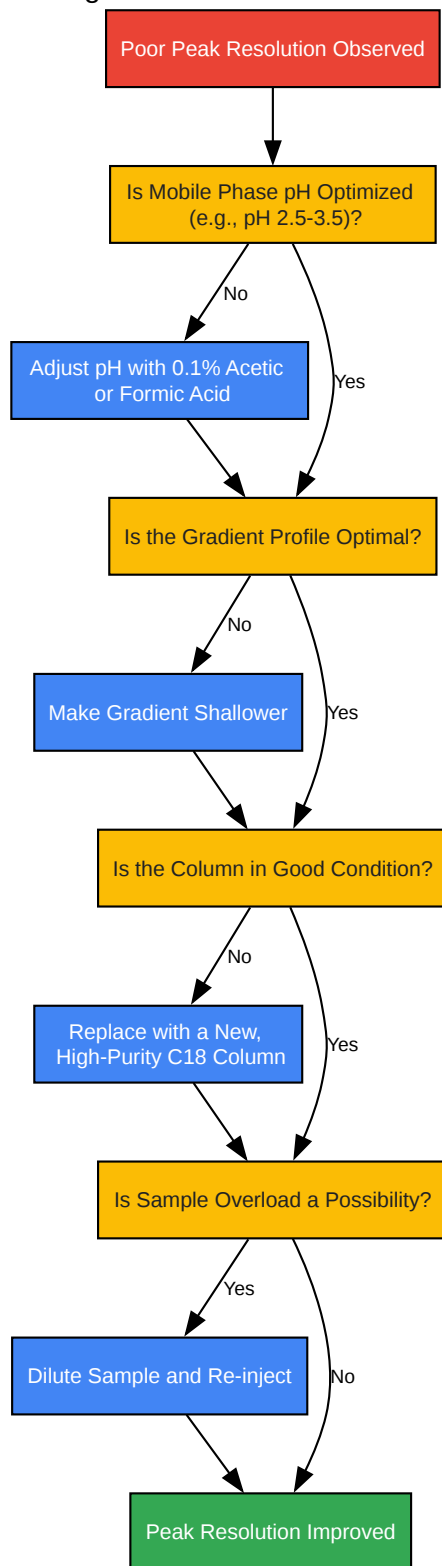 Poor Peak Resolution Observed
Is Mobile Phase pH Optimized
(e.g., pH 2.5-3.5)?
No
Adjust pH with 0.1% Acetic
or Formic Acid
Yes
Is the Gradient Profile Optimal?
No
Make Gradient Shallower
Yes
Is the Column in Good Condition?
No
Replace with a New,
High-Purity C18 Column
Yes
Is Sample Overload a Possibility?
Yes
Dilute Sample and Re-inject
No
Peak Resolution Improved